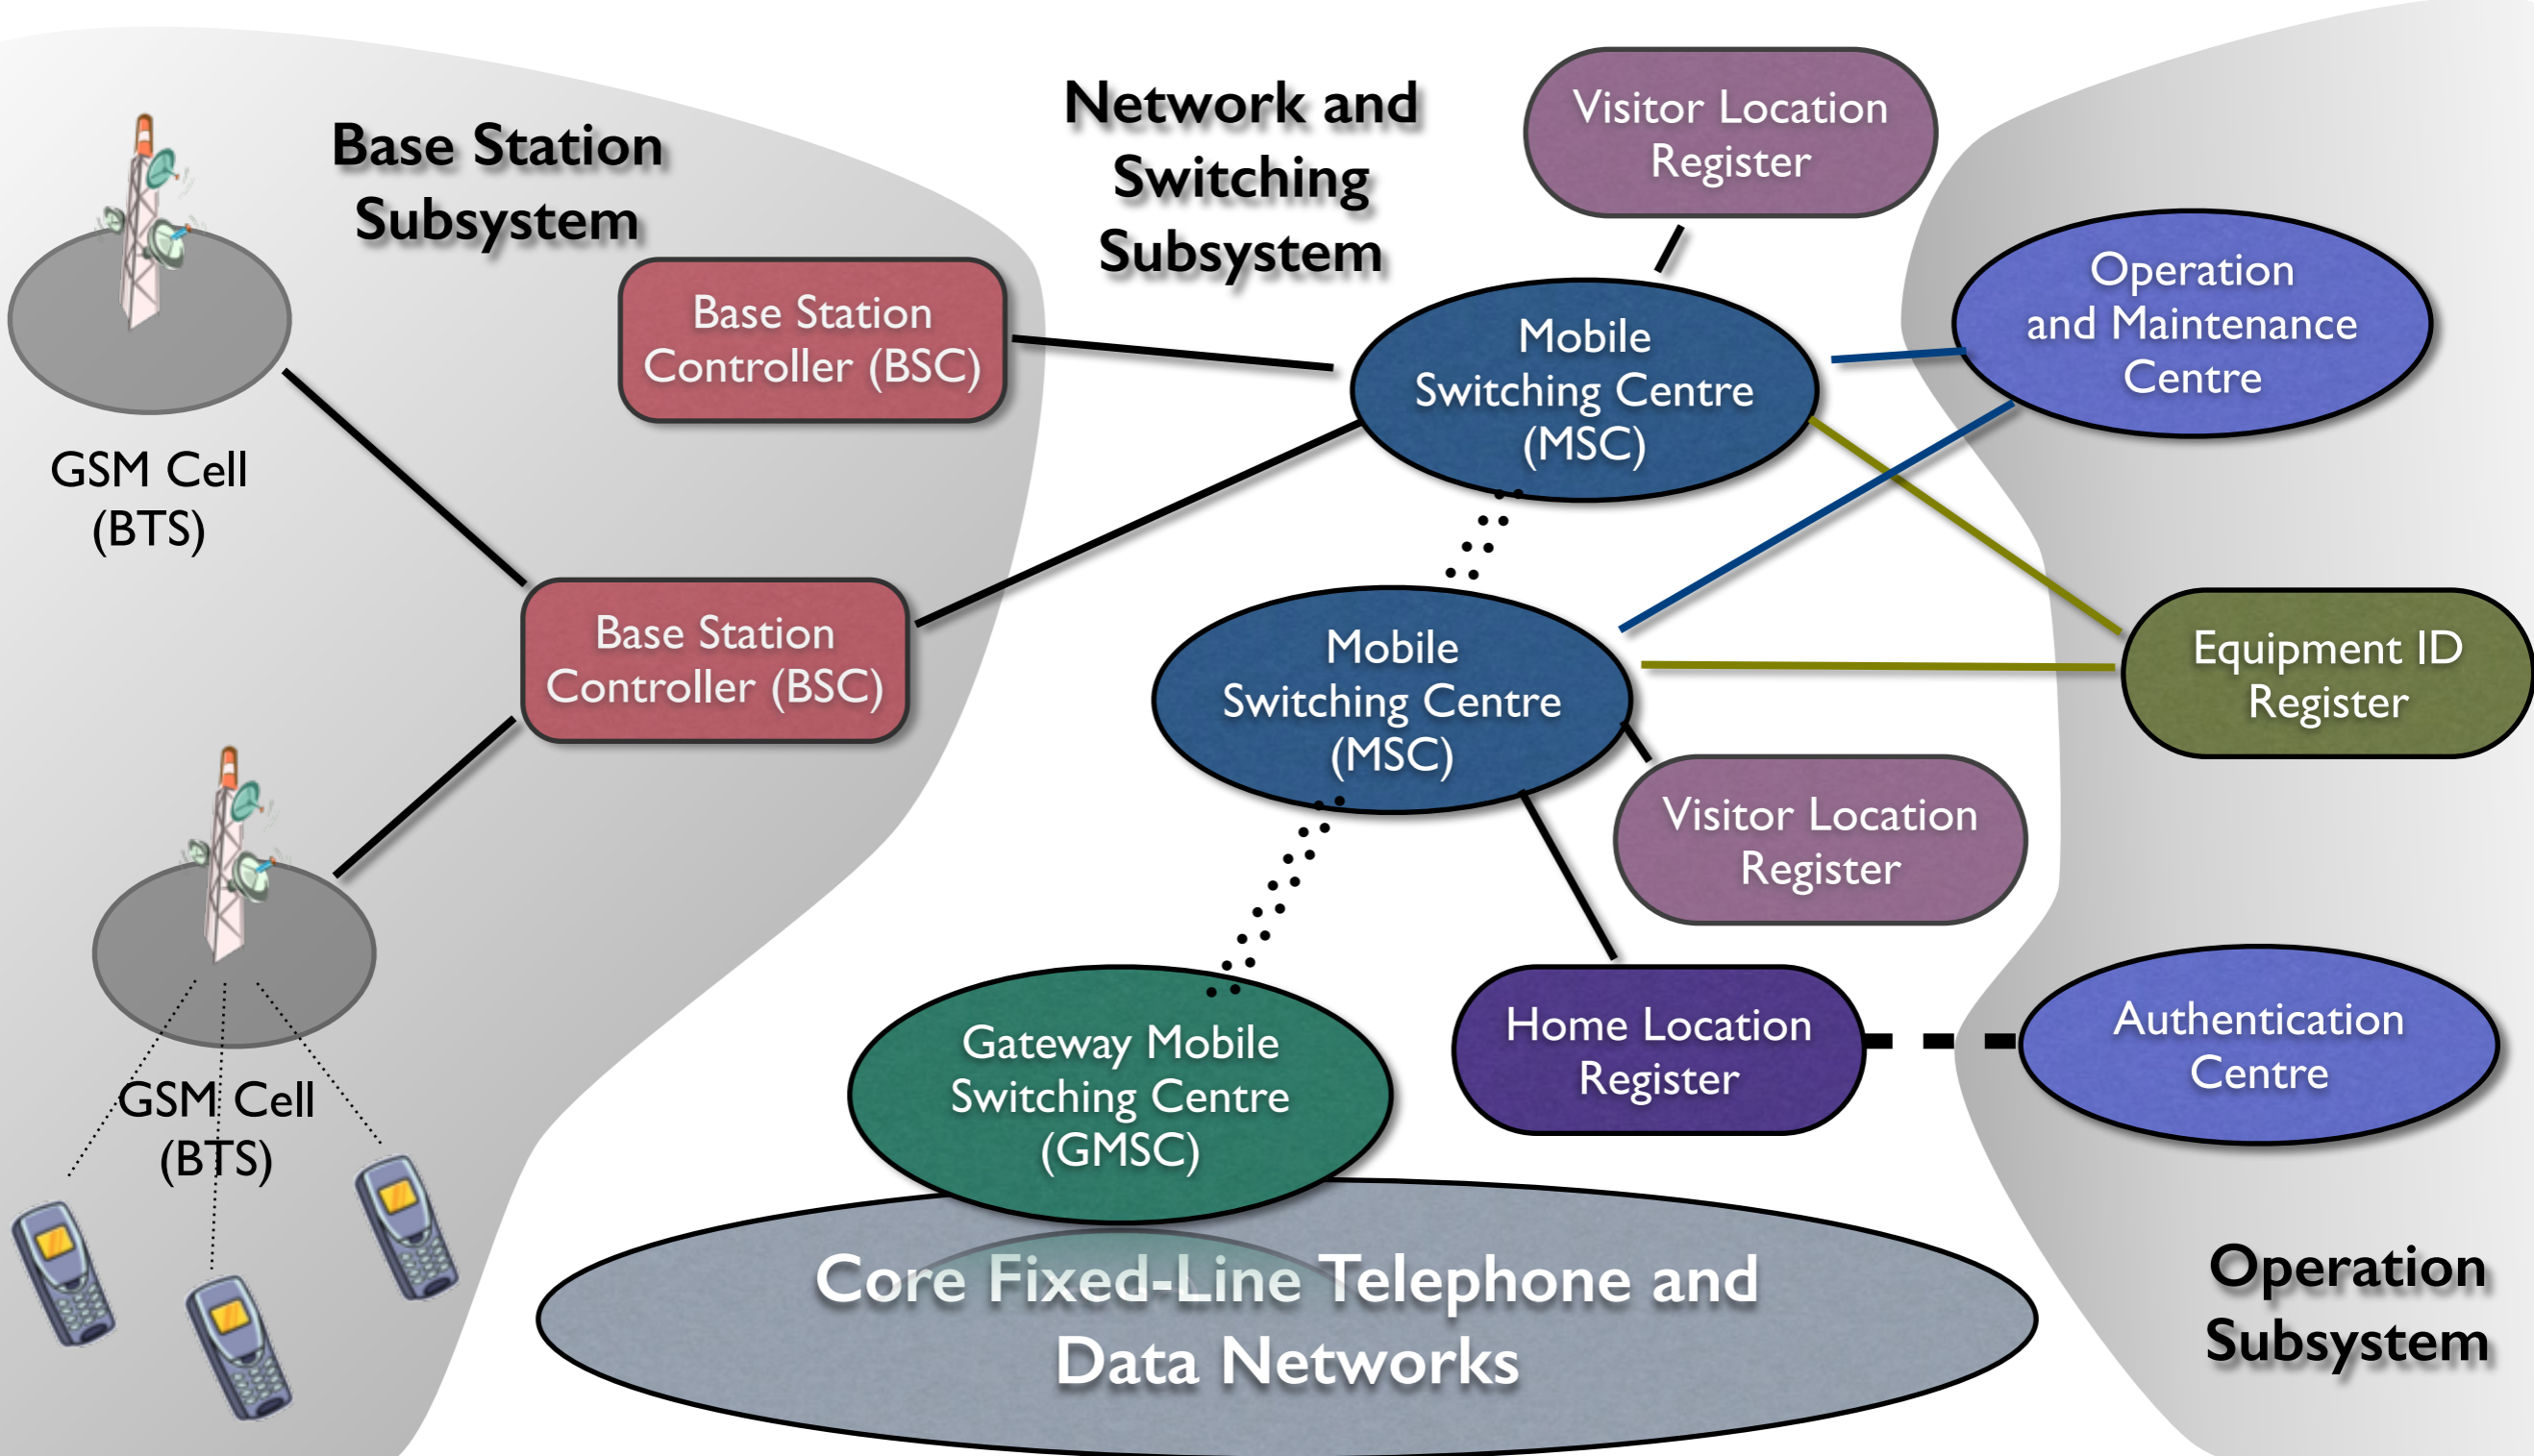 Base Station
Subsystem
Network and
Switching
Subsystem
Visitor Location
Register
Operation
and Maintenance
Centre
Base Station
Controller (BSC)
Mobile
Switching Centre
(MSC)
GSM Cell
(BTS)
Base Station
Controller (BSC)
Mobile
Switching Centre
(MSC)
Equipment ID
Register
Visitor Location
Register
Gateway Mobile
Switching Centre
(GMSC)
Home Location
Register
Authentication
Centre
GSM Cell
(BTS)
Core Fixed-Line Telephone and
Data Networks
Operation
Subsystem